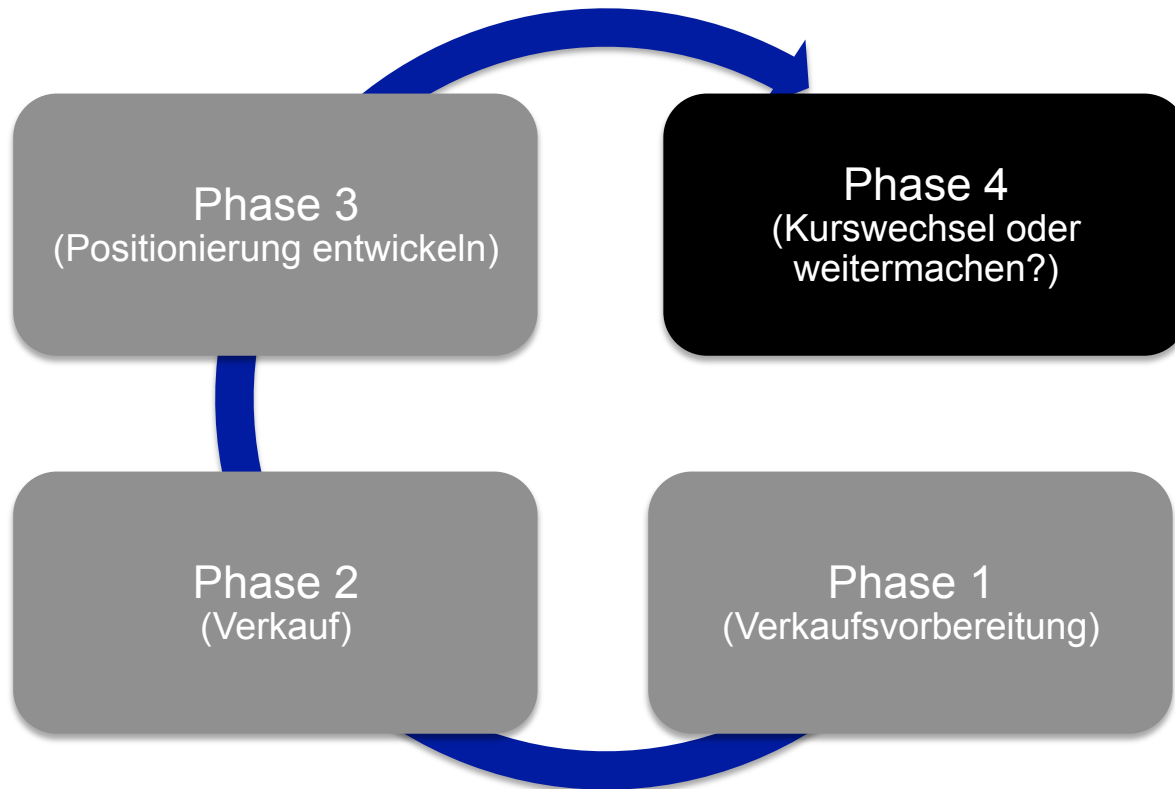 Phase 3
(Positionierung entwickeln)
Phase 4
(Kurswechsel oder
weitermachen?)
Phase 2
(Verkauf)
Phase 1
(Verkaufsvorbereitung)